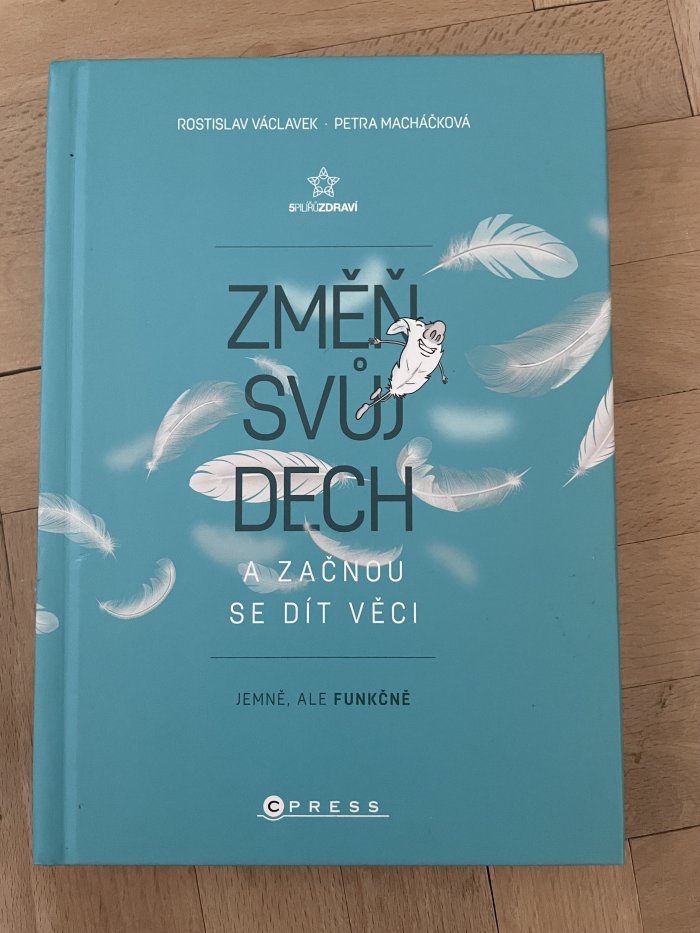 ROSTISLAV VÁCLAVEK · PETRA MACHÁČKOVÁ
5PILÍŘŮZDRAVÍ
ZMĚŇ
SVŮJ
DECH
A ZAČNOU
SE DÍT VĚCI
JEMNĚ, ALE FUNKČNĚ
CPRESS